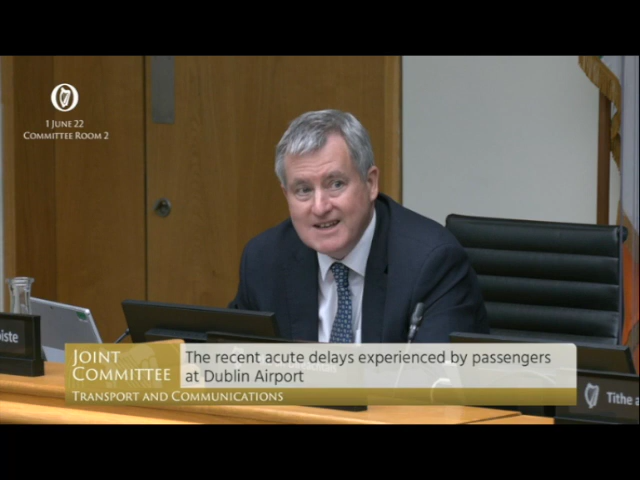 1 June 22
Committee Room 2
iste
Joint
Committee
The recent acute delays experienced by passengers
at Dublin Airport
Transport and Communications
Tithe a